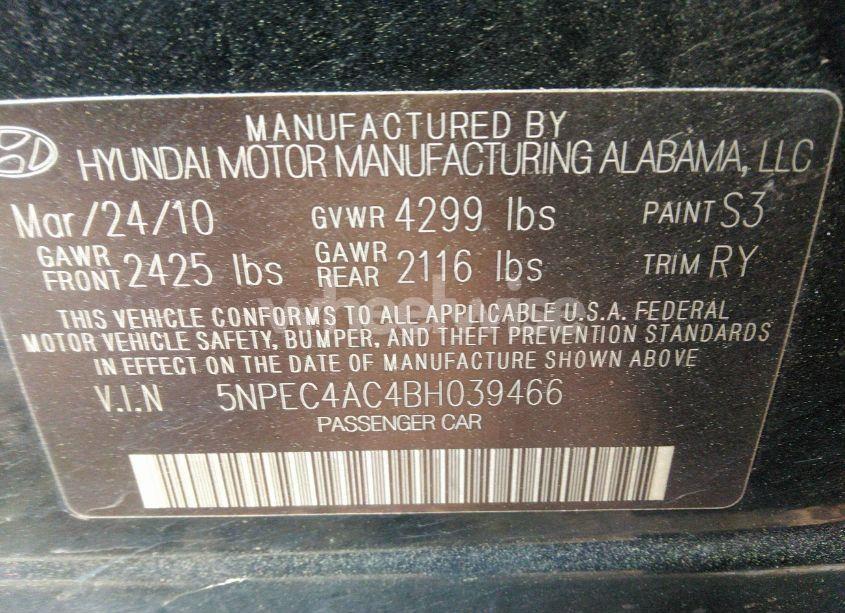 MANUFACTURED BY
HYUNDAI MOTOR MANUFACTURING ALABAMA, LLC
Mar/24/10 GVWR 4299 lbs PAINT S3
GAWR FRONT 2425 lbs GAWR REAR 2116 lbs TRIM RY
THIS VEHICLE CONFORMS TO ALL APPLICABLE U.S.A. FEDERAL
MOTOR VEHICLE SAFETY, BUMPER, AND THEFT PREVENTION STANDARDS
IN EFFECT ON THE DATE OF MANUFACTURE SHOWN ABOVE
V.I.N 5NPEC4AC4BH039466
PASSENGER CAR